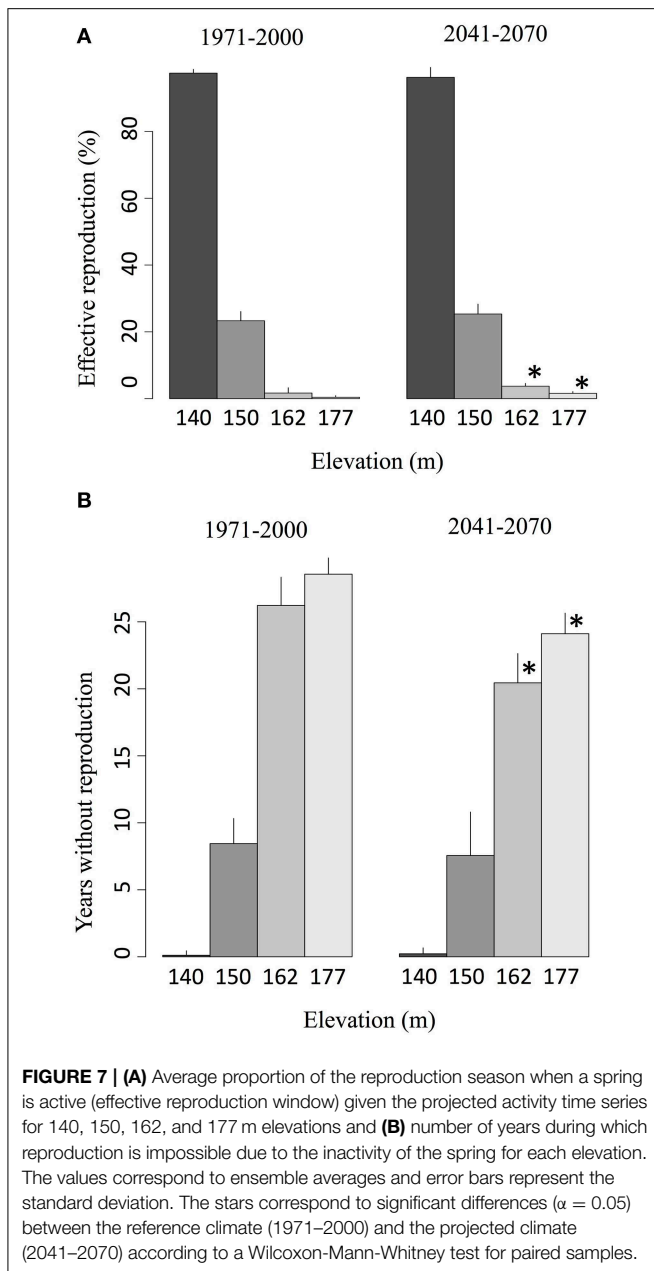 A
1971-2000 2041-2070
Effective reproduction (%)
80
60
40
20
0
140 150 162 177 140 150 162 177
* *
Elevation (m)
B
1971-2000 2041-2070
Years without reproduction
25
20
15
10
5
0
140 150 162 177 140 150 162 177
* *
Elevation (m)
FIGURE 7 | (A) Average proportion of the reproduction season when a spring
is active (effective reproduction window) given the projected activity time series
for 140, 150, 162, and 177 m elevations and (B) number of years during which
reproduction is impossible due to the inactivity of the spring for each elevation.
The values correspond to ensemble averages and error bars represent the
standard deviation. The stars correspond to significant differences (α = 0.05)
between the reference climate (1971–2000) and the projected climate
(2041–2070) according to a Wilcoxon-Mann-Whitney test for paired samples.